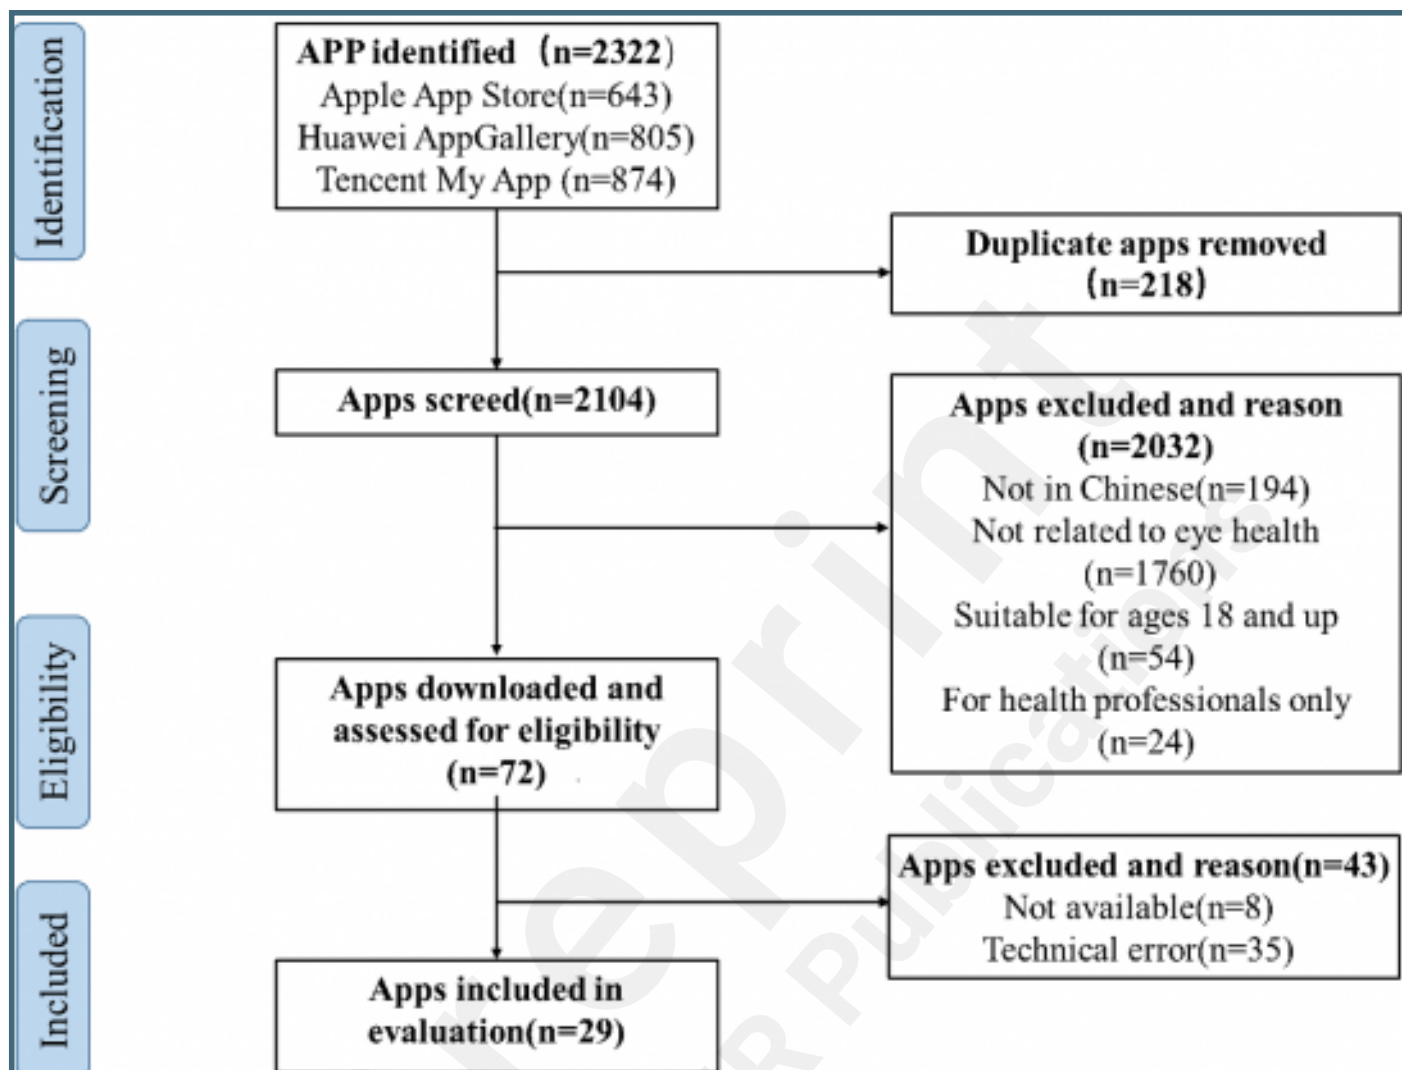 Identification
APP identified（n=2322）
Apple App Store(n=643)
Huawei AppGallery(n=805)
Tencent My App (n=874)
Duplicate apps removed
(n=218)
Screening
Apps screed(n=2104)
Apps excluded and reason
(n=2032)
Not in Chinese(n=194)
Not related to eye health
(n=1760)
Suitable for ages 18 and up
(n=54)
For health professionals only
(n=24)
Eligibility
Apps downloaded and
assessed for eligibility
(n=72)
Apps excluded and reason(n=43)
Not available(n=8)
Technical error(n=35)
Included
Apps included in
evaluation(n=29)
reprint
R Publications